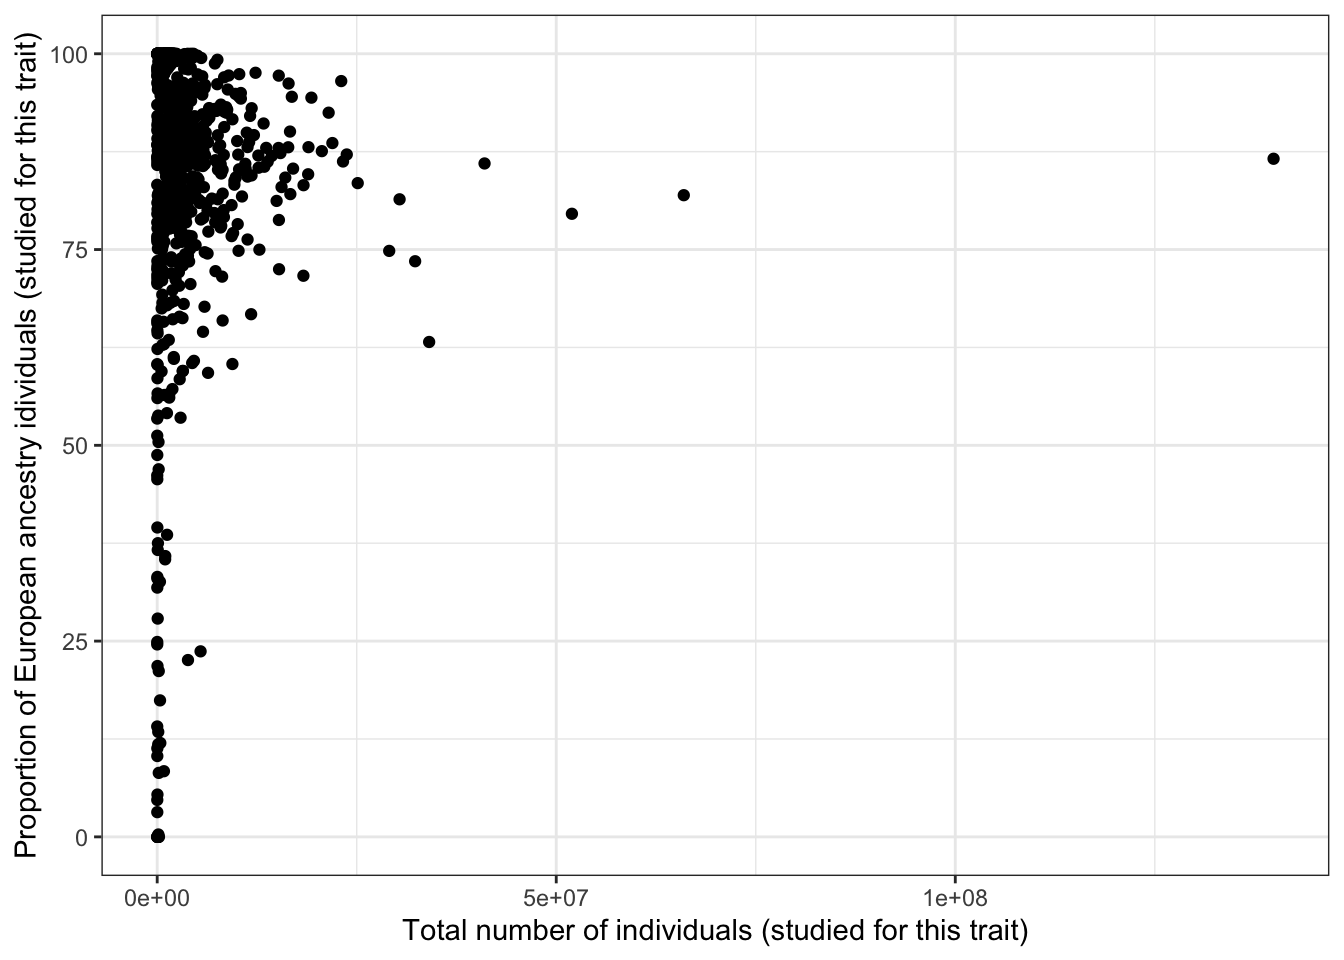 Proportion of European ancestry idividuals (studied for this trait)
100
75
50
25
0
0e+00 5e+07 1e+08
Total number of individuals (studied for this trait)